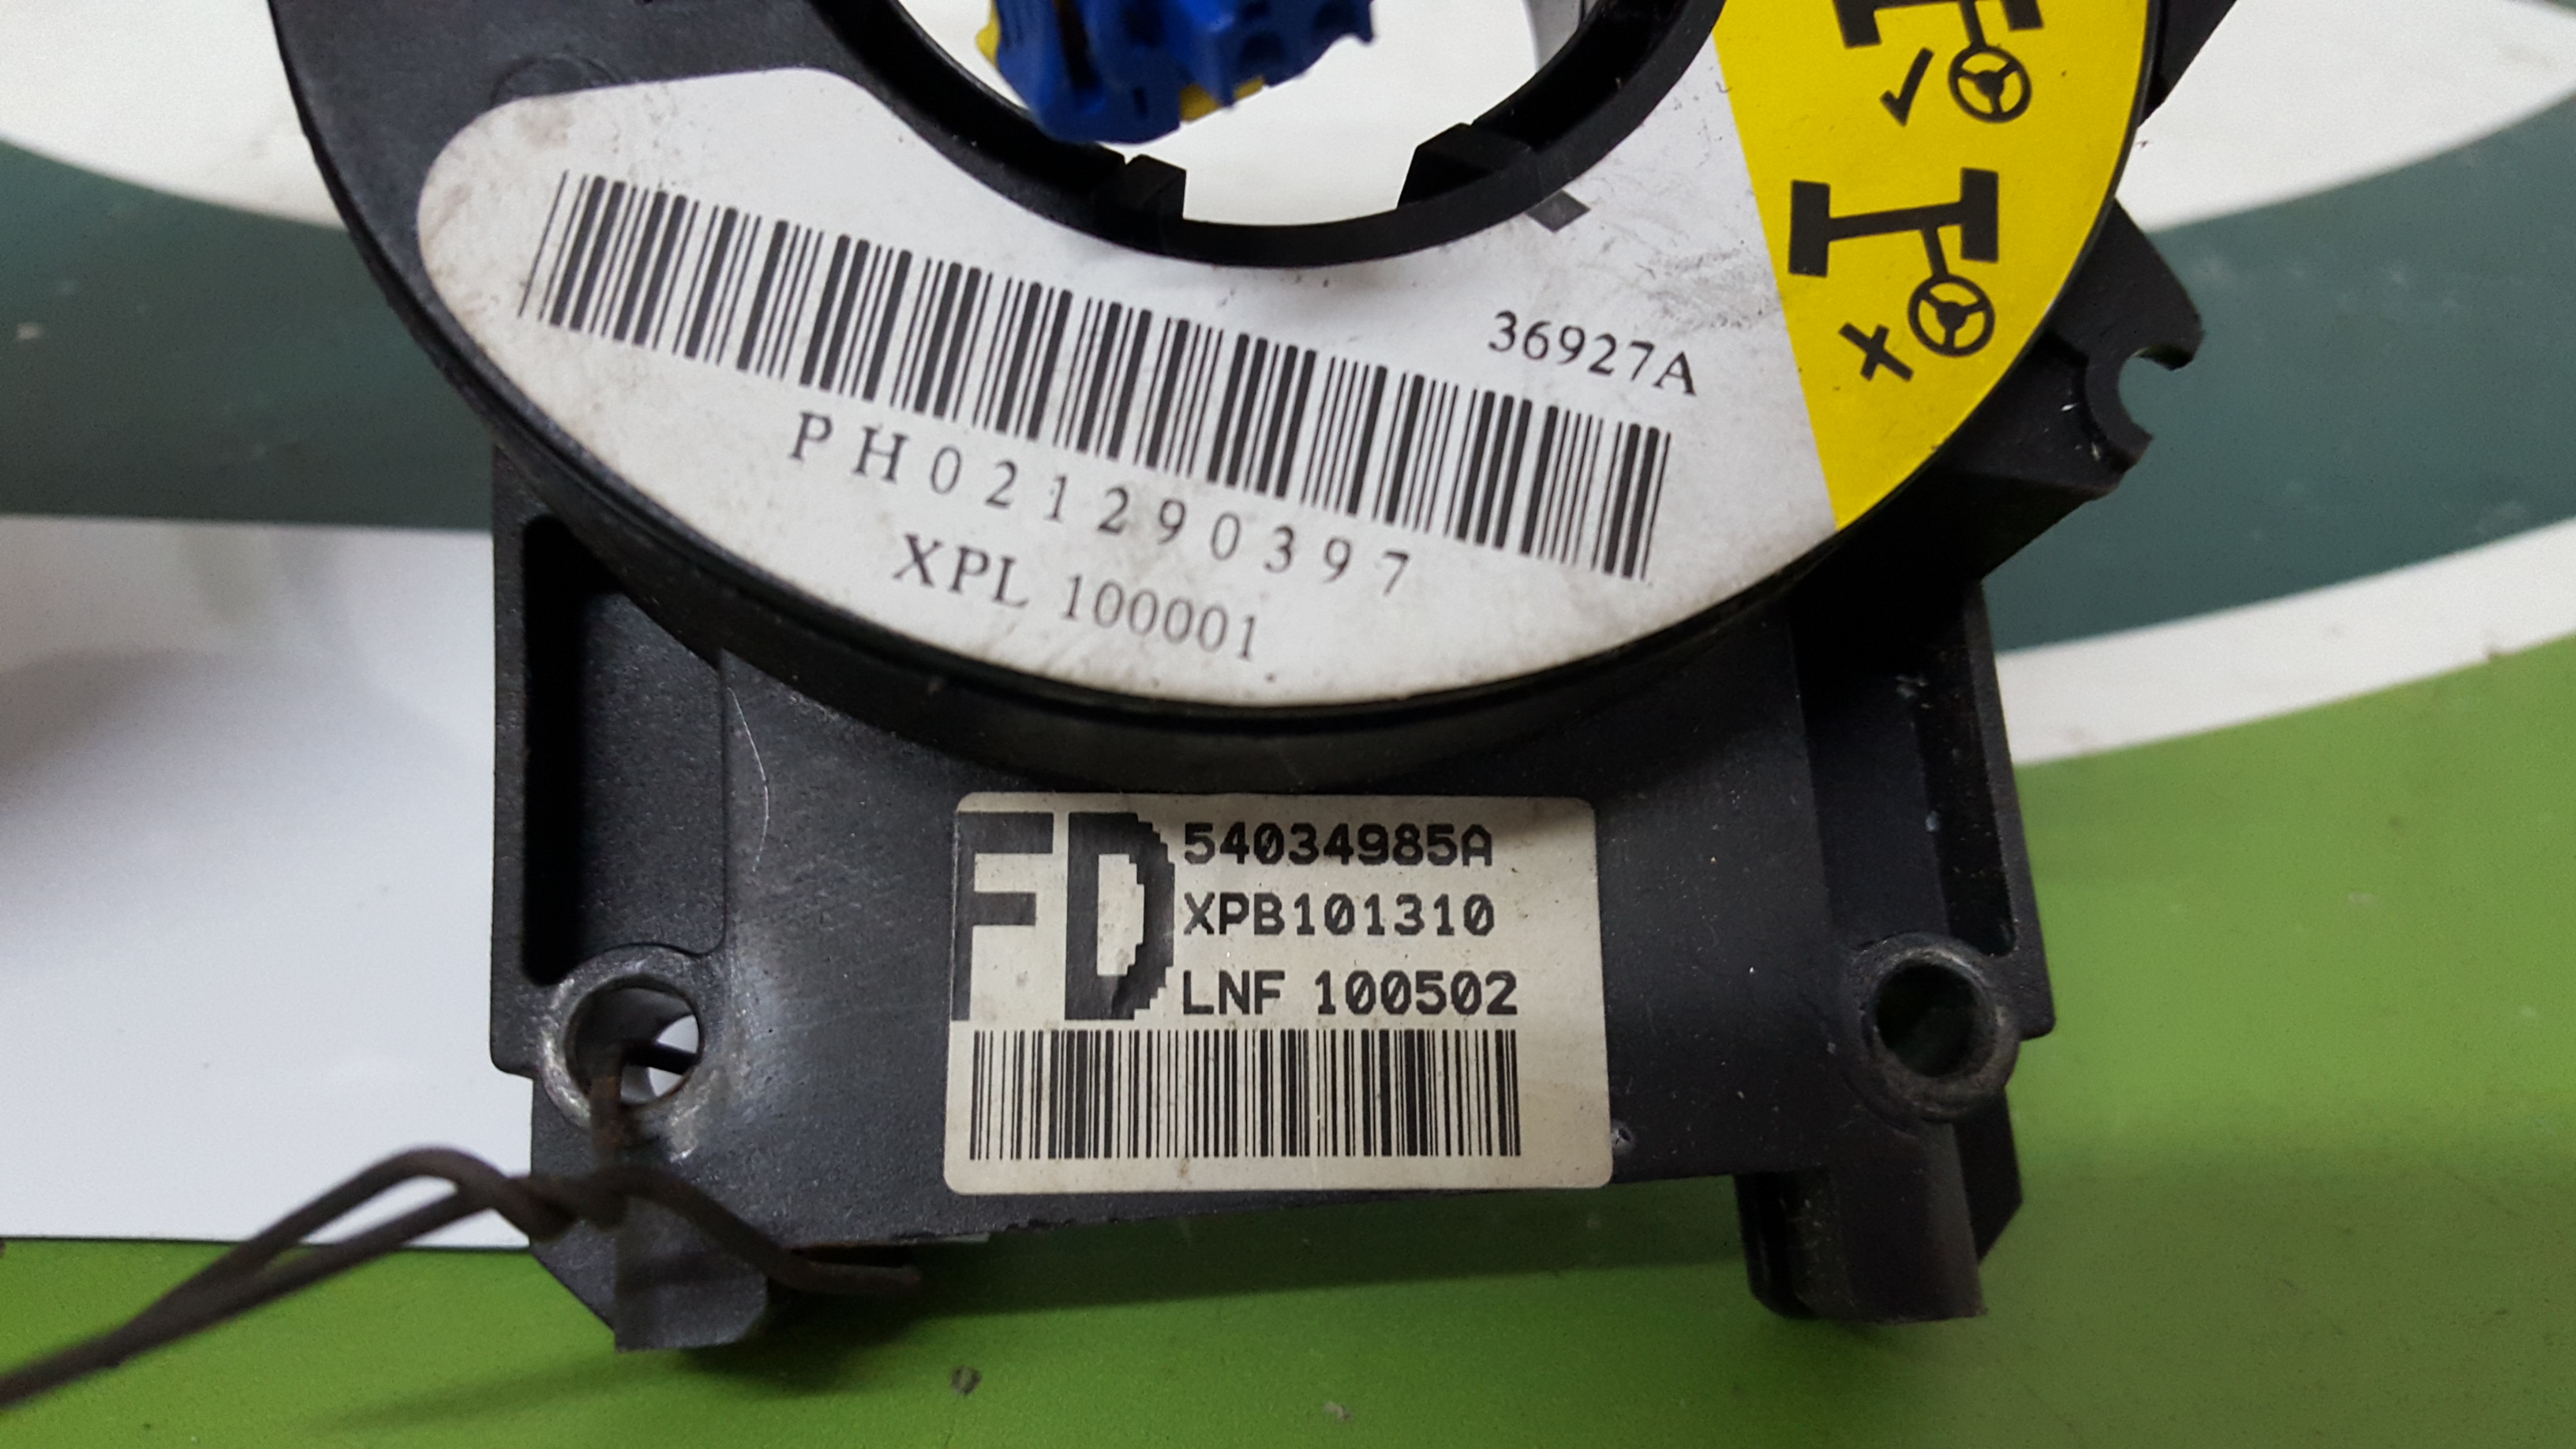 36927A
PH021290397
XPL 100001
FD
54034985A
XPB101310
LNF 100502